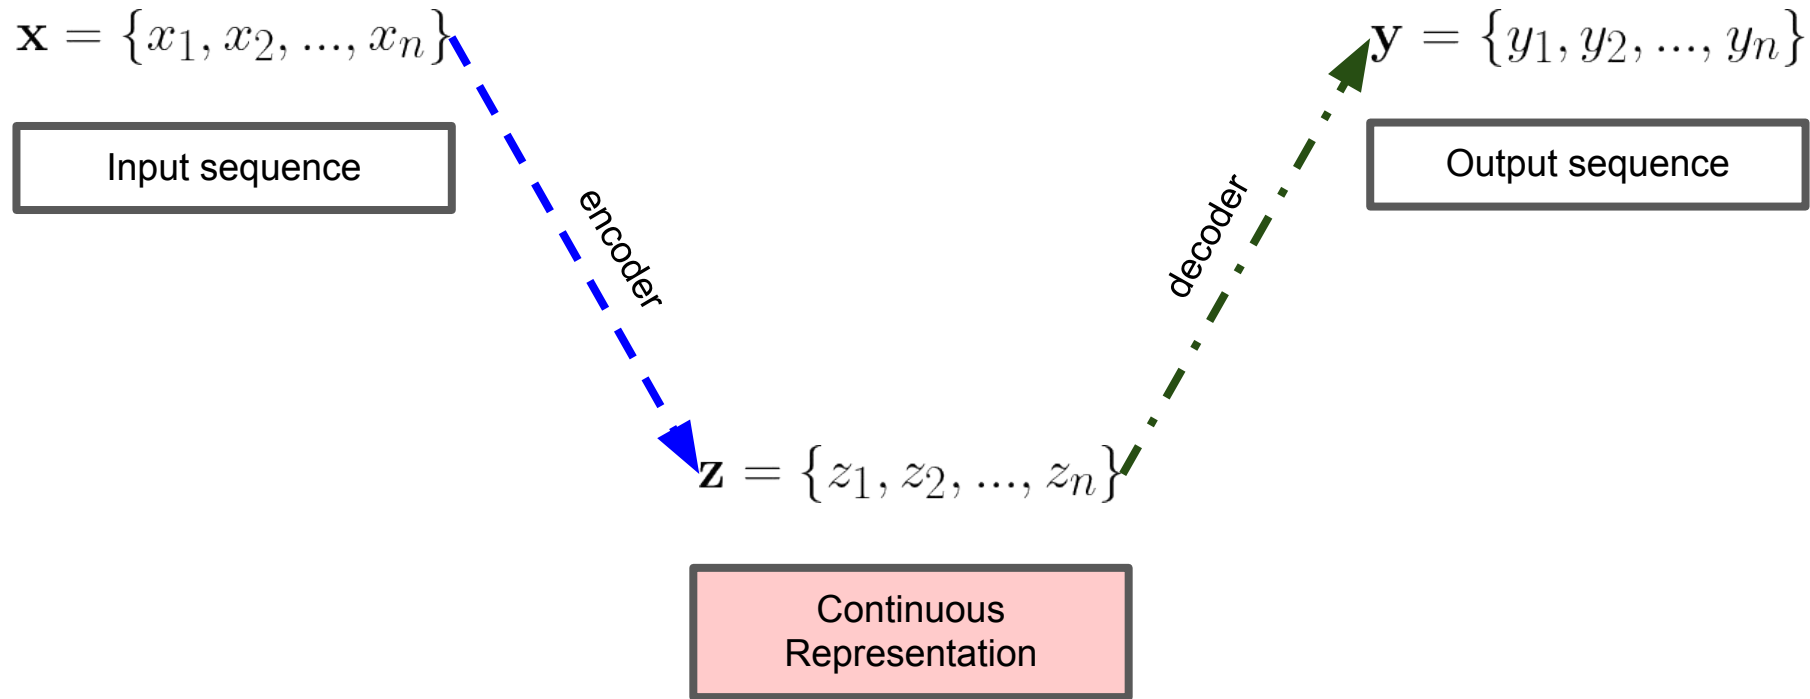 x = {x₁, x₂, ..., xₙ}
Input sequence
encoder
z = {z₁, z₂, ..., zₙ}
Continuous
Representation
decoder
y = {y₁, y₂, ..., yₙ}
Output sequence